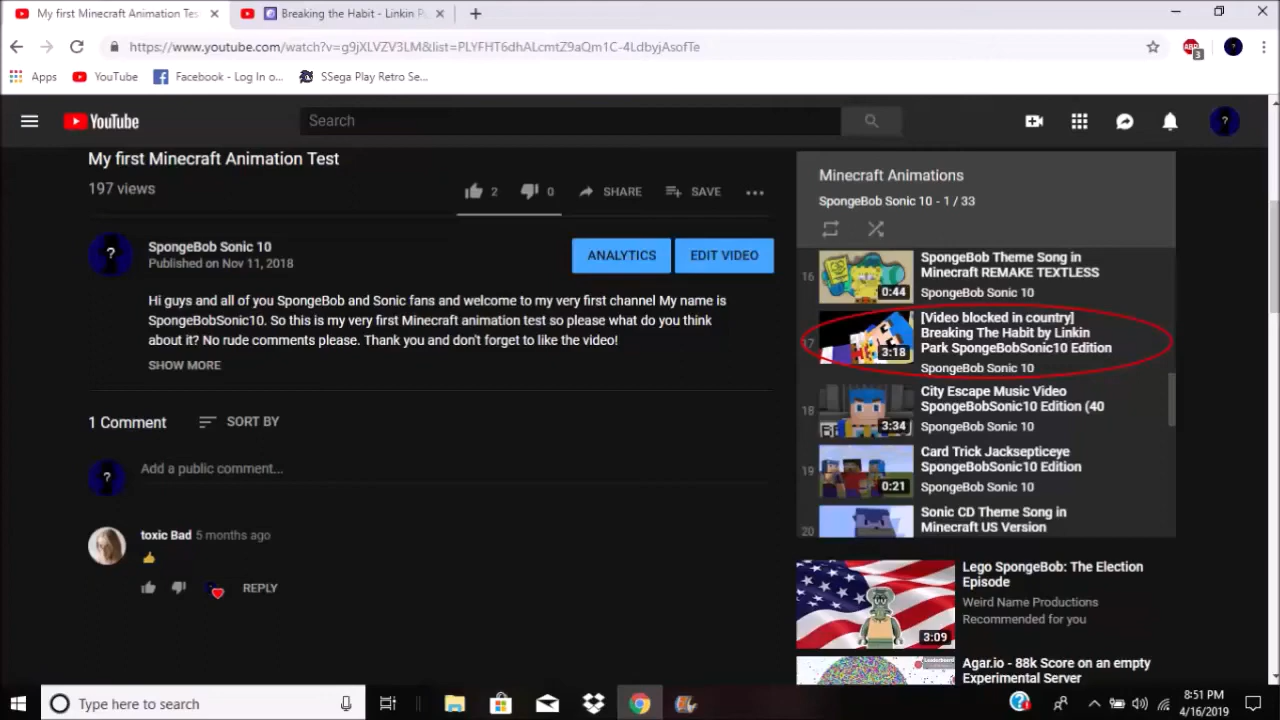 My first Minecraft Animation Tes
Breaking the Habit - Linkin P
https://www.youtube.com/watch?v=g9jXLVZV3LM&list=PLYFHT6dhALcmtZ9aQm1C-4LdbyjAsofTe
ABP
3
?
Apps
YouTube
Facebook - Log In o...
SSega Play Retro Se...
YouTube
Search
?
My first Minecraft Animation Test
197 views
2
0
SHARE
SAVE
?
SpongeBob Sonic 10
Published on Nov 11, 2018
ANALYTICS
EDIT VIDEO
Hi guys and all of you SpongeBob and Sonic fans and welcome to my very first channel My name is
SpongeBobSonic10. So this is my very first Minecraft animation test so please what do you think
about it? No rude comments please. Thank you and don't forget to like the video!
SHOW MORE
1 Comment
SORT BY
?
Add a public comment...
toxic Bad 5 months ago
REPLY
Minecraft Animations
SpongeBob Sonic 10 - 1 / 33
16
0:44
SpongeBob Theme Song in
Minecraft REMAKE TEXTLESS
SpongeBob Sonic 10
17
3:18
[Video blocked in country]
Breaking The Habit by Linkin
Park SpongeBobSonic10 Edition
SpongeBob Sonic 10
18
3:34
City Escape Music Video
SpongeBobSonic10 Edition (40
SpongeBob Sonic 10
19
0:21
Card Trick Jacksepticeye
SpongeBobSonic10 Edition
SpongeBob Sonic 10
20
Sonic CD Theme Song in
Minecraft US Version
3:09
Lego SpongeBob: The Election
Episode
Weird Name Productions
Recommended for you
Leaderboard
Agar.io - 88k Score on an empty
Experimental Server
Type here to search
8:51 PM
4/16/2019